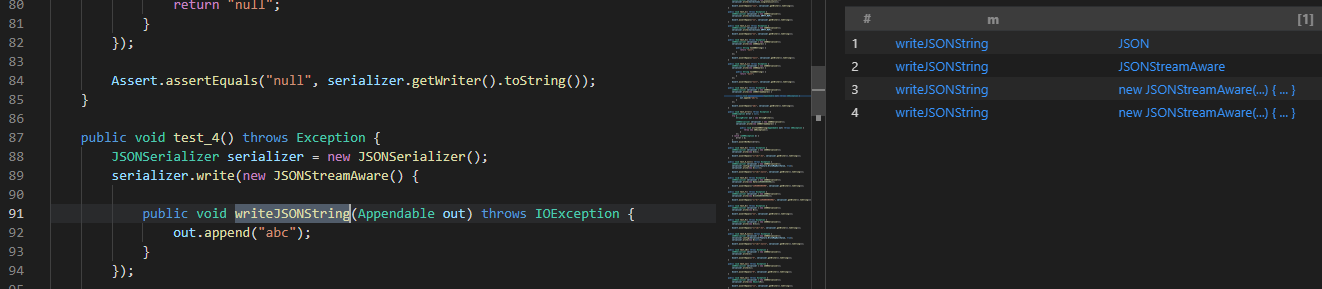 80 return "null";
81 }
82 });
83
84 Assert.assertEquals("null", serializer.getWriter().toString());
85 }
86
87 public void test_4() throws Exception {
88 JSONSerializer serializer = new JSONSerializer();
89 serializer.write(new JSONStreamAware() {
90
91 public void writeJSONString(Appendable out) throws IOException {
92 out.append("abc");
93 }
94 });
# m [1]
1 writeJSONString JSON
2 writeJSONString JSONStreamAware
3 writeJSONString new JSONStreamAware(...) { ... }
4 writeJSONString new JSONStreamAware(...) { ... }